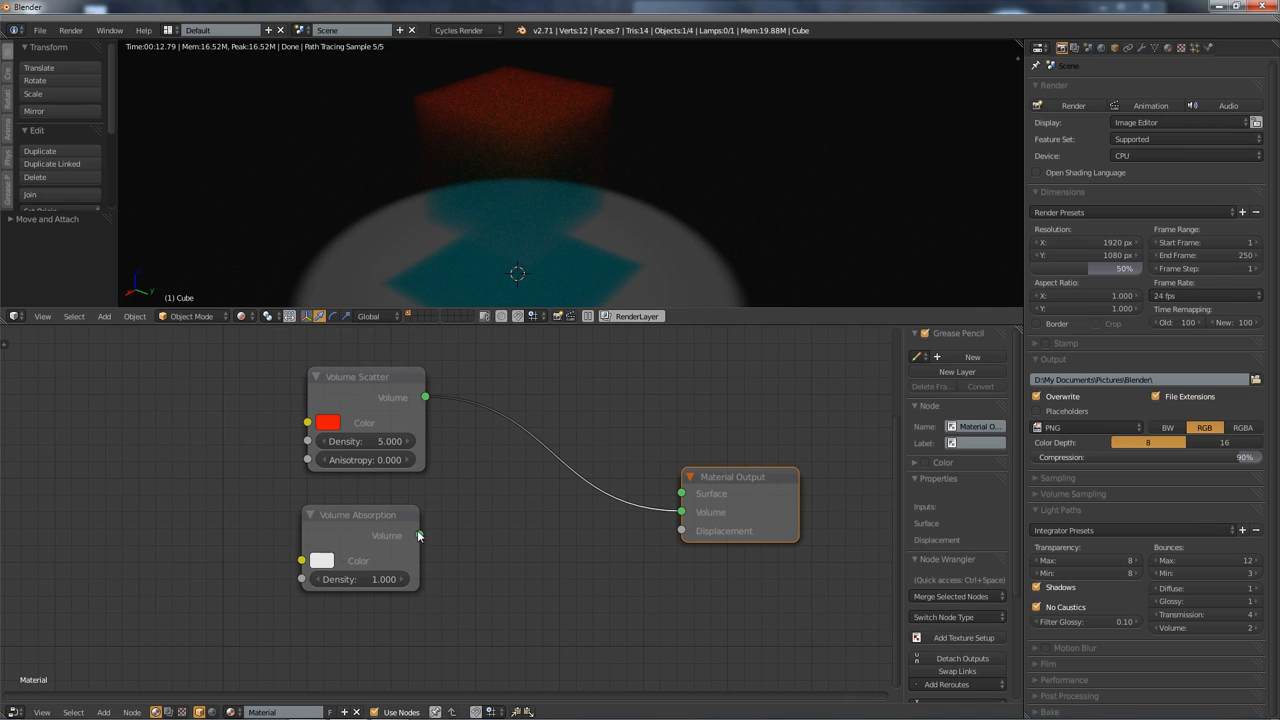 Blender
File Render Window Help Default Scene Cycles Render v2.71 | Verts:12 | Faces:7 | Tris:14 | Objects:1/4 | Lamps:0/1 | Mem:19.88M | Cube
Time:00:12.79 | Mem:16.52M, Peak:16.52M | Done | Path Tracing Sample 5/5
Transform
Translate
Rotate
Scale
Mirror
Edit
Duplicate
Duplicate Linked
Delete
Join
Move and Attach
(1) Cube
View Select Add Object Object Mode Global RenderLayer
Volume Scatter
Volume
Color
Density: 5.000
Anisotropy: 0.000
Volume Absorption
Volume
Color
Density: 1.000
Material Output
Surface
Volume
Displacement
Material
View Select Add Node Material F Use Nodes
Grease Pencil
New
New Layer
Delete Fra... Convert
Node
Name: Material O...
Label:
Color
Properties
Inputs:
Surface
Displacement
Node Wrangler
(Quick access: Ctrl+Space)
Merge Selected Nodes
Switch Node Type
Add Texture Setup
Detach Outputs
Swap Links
Add Reroutes
Scene
Render
Render Animation Audio
Display: Image Editor
Feature Set: Supported
Device: CPU
Open Shading Language
Dimensions
Render Presets
Resolution: Frame Range:
X: 1920 px Start Frame: 1
Y: 1080 px End Frame: 250
50% Frame Step: 1
Aspect Ratio: Frame Rate:
X: 1.000 24 fps
Y: 1.000 Time Remapping:
Border Crop Old: 100 New: 100
Stamp
Output
D:\My Documents\Pictures\Blender\
Overwrite File Extensions
Placeholders
PNG BW RGB RGBA
Color Depth: 8 16
Compression: 90%
Sampling
Volume Sampling
Light Paths
Integrator Presets
Transparency: Bounces:
Max: 8 Max: 12
Min: 8 Min: 3
Shadows Diffuse: 1
Glossy: 1
No Caustics Transmission: 4
Filter Glossy: 0.10 Volume: 2
Motion Blur
Film
Performance
Post Processing
Bake